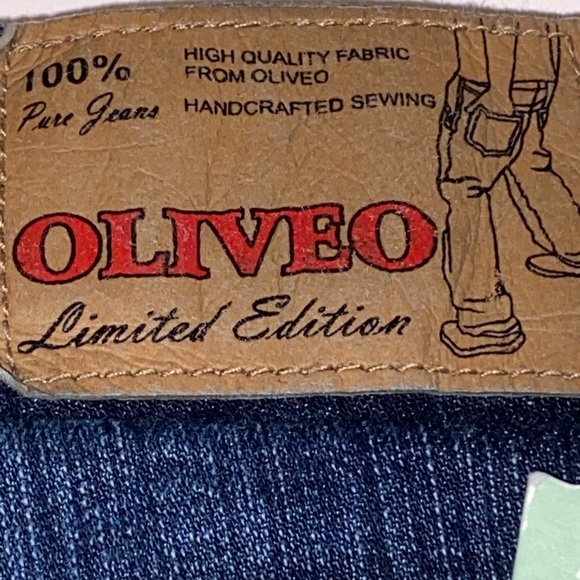 100%
Pure Jeans
HIGH QUALITY FABRIC
FROM OLIVEO
HANDCRAFTED SEWING
OLIVEO
Limited Edition